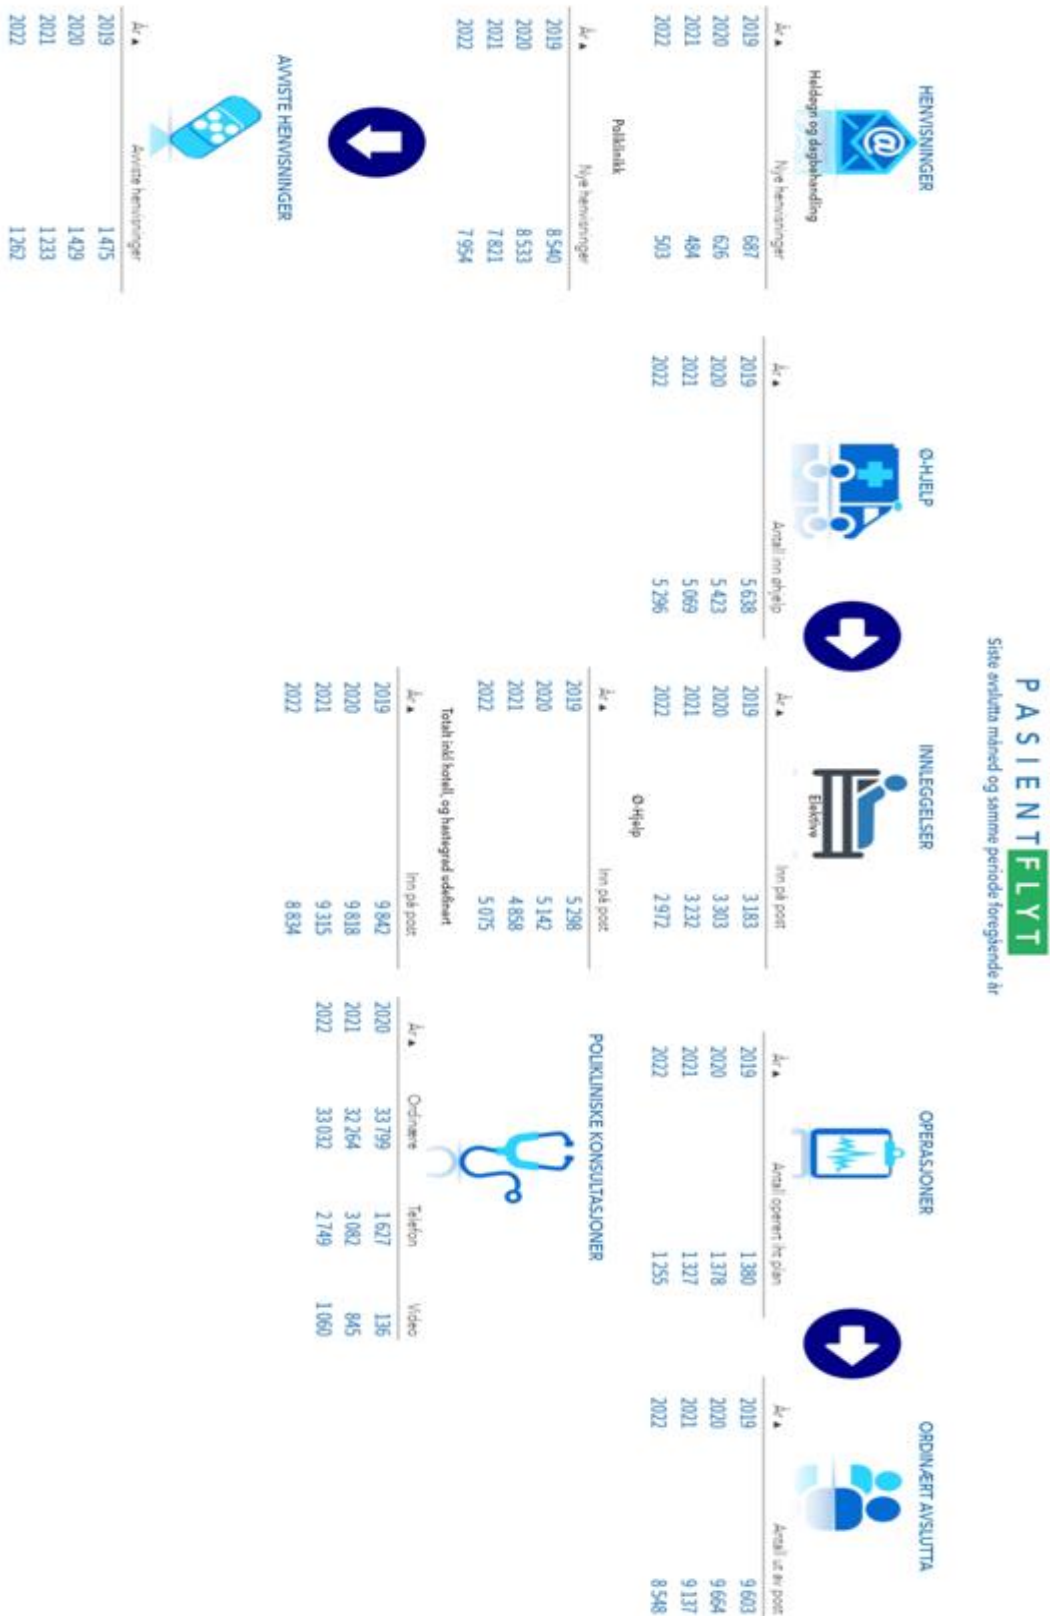 PASIENTFLYT
Siste avslutta måned og samme periode foregående år
HENVISNINGER
Heldøgn og dagbehandling
År ▲ Nye henvisninger
2019 687
2020 626
2021 484
2022 503
Poliklinikk
År ▲ Nye henvisninger
2019 8 540
2020 8 533
2021 7 821
2022 7 954
AVVISTE HENVISNINGER
År ▲ Avviste henvisninger
2019 1 475
2020 1 429
2021 1 233
2022 1 262
Ø-HJELP
År ▲ Antall inn øhjelp
2019 5 638
2020 5 423
2021 5 069
2022 5 296
INNLEGGELSER
Elektive
År ▲ Inn på post
2019 3 183
2020 3 303
2021 3 232
2022 2 972
Ø-Hjelp
År ▲ Inn på post
2019 5 298
2020 5 142
2021 4 858
2022 5 075
Totalt inkl hotell, og hastegrad udefinert
År ▲ Inn på post
2019 9 842
2020 9 818
2021 9 315
2022 8 834
OPERASJONER
År ▲ Antall operert iht plan
2019 1 380
2020 1 378
2021 1 327
2022 1 255
POLIKLINISKE KONSULTASJONER
År ▲ Ordinære Telefon Video
2020 33 799 1 627 136
2021 32 264 3 082 845
2022 33 032 2 749 1 060
ORDINÆRT AVSLUTTA
År ▲ Antall ut av post
2019 9 603
2020 9 664
2021 9 137
2022 8 548